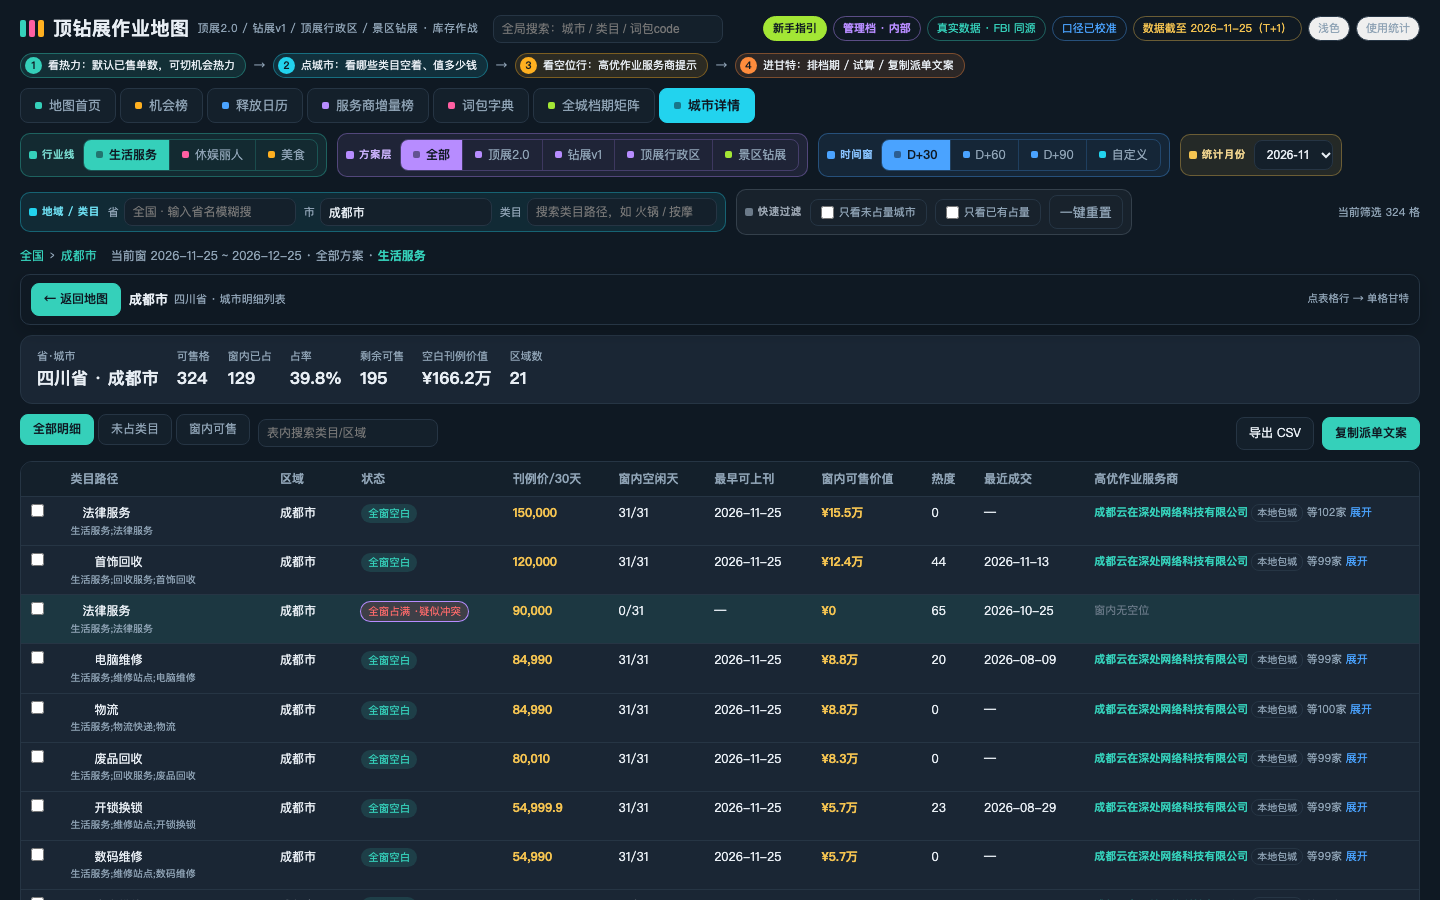 顶钻展作业地图 顶展2.0 / 钻展v1 / 顶展行政区 / 景区钻展 · 库存作战 全局搜索：城市 / 类目 / 词包code 新手指引 管理档 · 内部 真实数据 · FBI 同源 口径已校准 数据截至 2026-11-25（T+1） 浅色 使用统计
1 看热力：默认已售单数，可切机会热力 → 2 点城市：看哪些类目空着、值多少钱 → 3 看空位行：高优作业服务商提示 → 4 进甘特：排档期 / 试算 / 复制派单文案
地图首页 机会榜 释放日历 服务商增量榜 词包字典 全城档期矩阵 城市详情
行业线 生活服务 休娱丽人 美食 方案层 全部 顶展2.0 钻展v1 顶展行政区 景区钻展 时间窗 D+30 D+60 D+90 自定义 统计月份 2026-11
地域 / 类目 省 全国 · 输入省名模糊搜 市 成都市 类目 搜索类目路径，如 火锅 / 按摩 快速过滤 只看未占量城市 只看已有占量 一键重置 当前筛选 324 格
全国 › 成都市 当前窗 2026-11-25 ~ 2026-12-25 · 全部方案 · 生活服务
← 返回地图 成都市 四川省 · 城市明细列表 点表格行 → 单格甘特
省·城市 可售格 窗内已占 占率 剩余可售 空白刊例价值 区域数
四川省 · 成都市 324 129 39.8% 195 ¥166.2万 21
全部明细 未占类目 窗内可售 表内搜索类目/区域 导出 CSV 复制派单文案
类目路径 区域 状态 刊例价/30天 窗内空闲天 最早可上刊 窗内可售价值 热度 最近成交 高优作业服务商
法律服务 成都市 全窗空白 150,000 31/31 2026-11-25 ¥15.5万 0 — 成都云在深处网络科技有限公司 本地包城 等102家 展开
生活服务;法律服务
首饰回收 成都市 全窗空白 120,000 31/31 2026-11-25 ¥12.4万 44 2026-11-13 成都云在深处网络科技有限公司 本地包城 等99家 展开
生活服务;回收服务;首饰回收
法律服务 成都市 全窗占满 ·疑似冲突 90,000 0/31 — ¥0 65 2026-10-25 窗内无空位
生活服务;法律服务
电脑维修 成都市 全窗空白 84,990 31/31 2026-11-25 ¥8.8万 20 2026-08-09 成都云在深处网络科技有限公司 本地包城 等99家 展开
生活服务;维修站点;电脑维修
物流 成都市 全窗空白 84,990 31/31 2026-11-25 ¥8.8万 0 — 成都云在深处网络科技有限公司 本地包城 等100家 展开
生活服务;物流快递;物流
废品回收 成都市 全窗空白 80,010 31/31 2026-11-25 ¥8.3万 0 — 成都云在深处网络科技有限公司 本地包城 等99家 展开
生活服务;回收服务;废品回收
开锁换锁 成都市 全窗空白 54,999.9 31/31 2026-11-25 ¥5.7万 23 2026-08-29 成都云在深处网络科技有限公司 本地包城 等99家 展开
生活服务;维修站点;开锁换锁
数码维修 成都市 全窗空白 54,990 31/31 2026-11-25 ¥5.7万 0 — 成都云在深处网络科技有限公司 本地包城 等99家 展开
生活服务;维修站点;数码维修